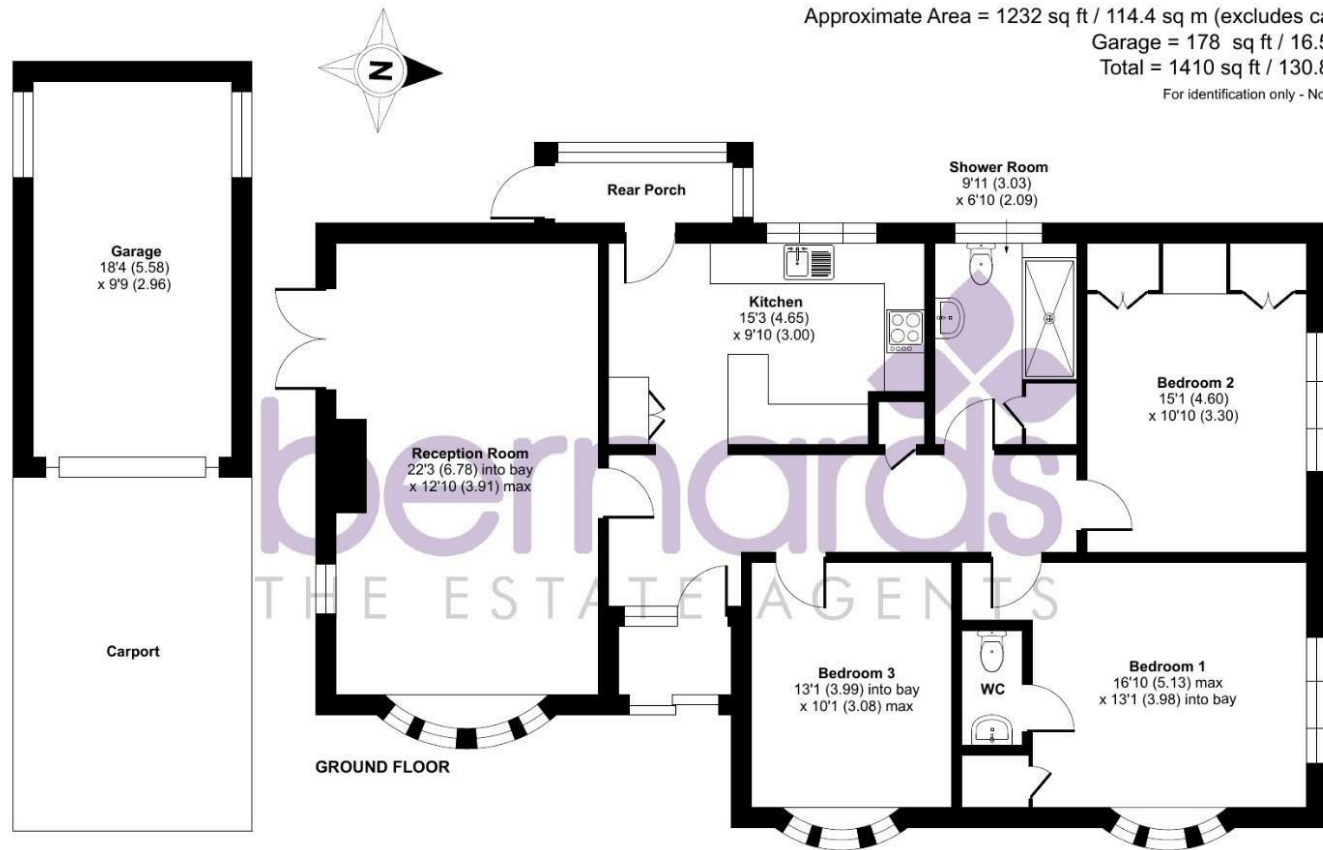 Approximate Area = 1232 sq ft / 114.4 sq m (excludes
Garage = 178 sq ft / 16.5
Total = 1410 sq ft / 130.8
For identification only -
N
Garage
18'4 (5.58)
x 9'9 (2.96)
Carport
Rear Porch
Shower Room
9'11 (3.03)
x 6'10 (2.09)
Kitchen
15'3 (4.65)
x 9'10 (3.00)
Bedroom 2
15'1 (4.60)
x 10'10 (3.30)
Reception Room
22'3 (6.78) into bay
x 12'10 (3.91) max
bernards
THE ESTATE AGENTS
Bedroom 3
13'1 (3.99) into bay
x 10'1 (3.08) max
WC
Bedroom 1
16'10 (5.13) max
x 13'1 (3.98) into bay
GROUND FLOOR